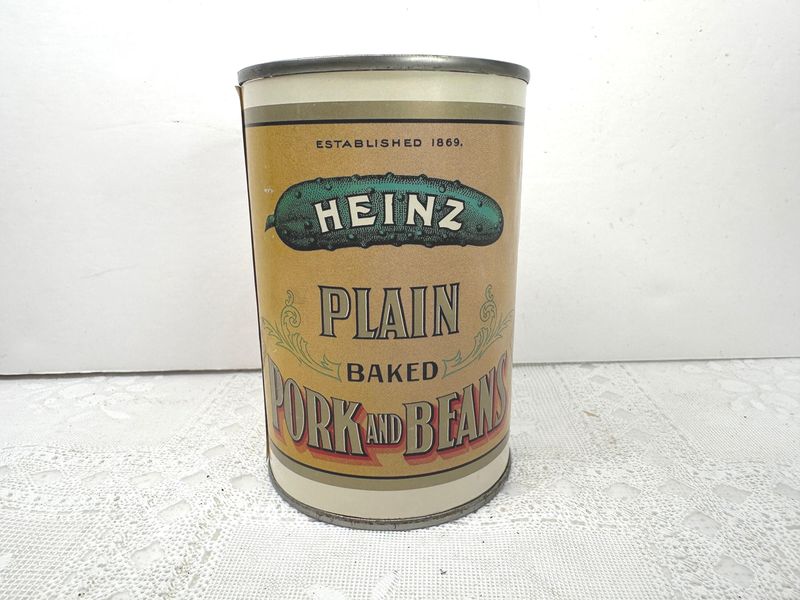 ESTABLISHED 1869.
HEINZ
PLAIN
BAKED
PORK AND BEANS